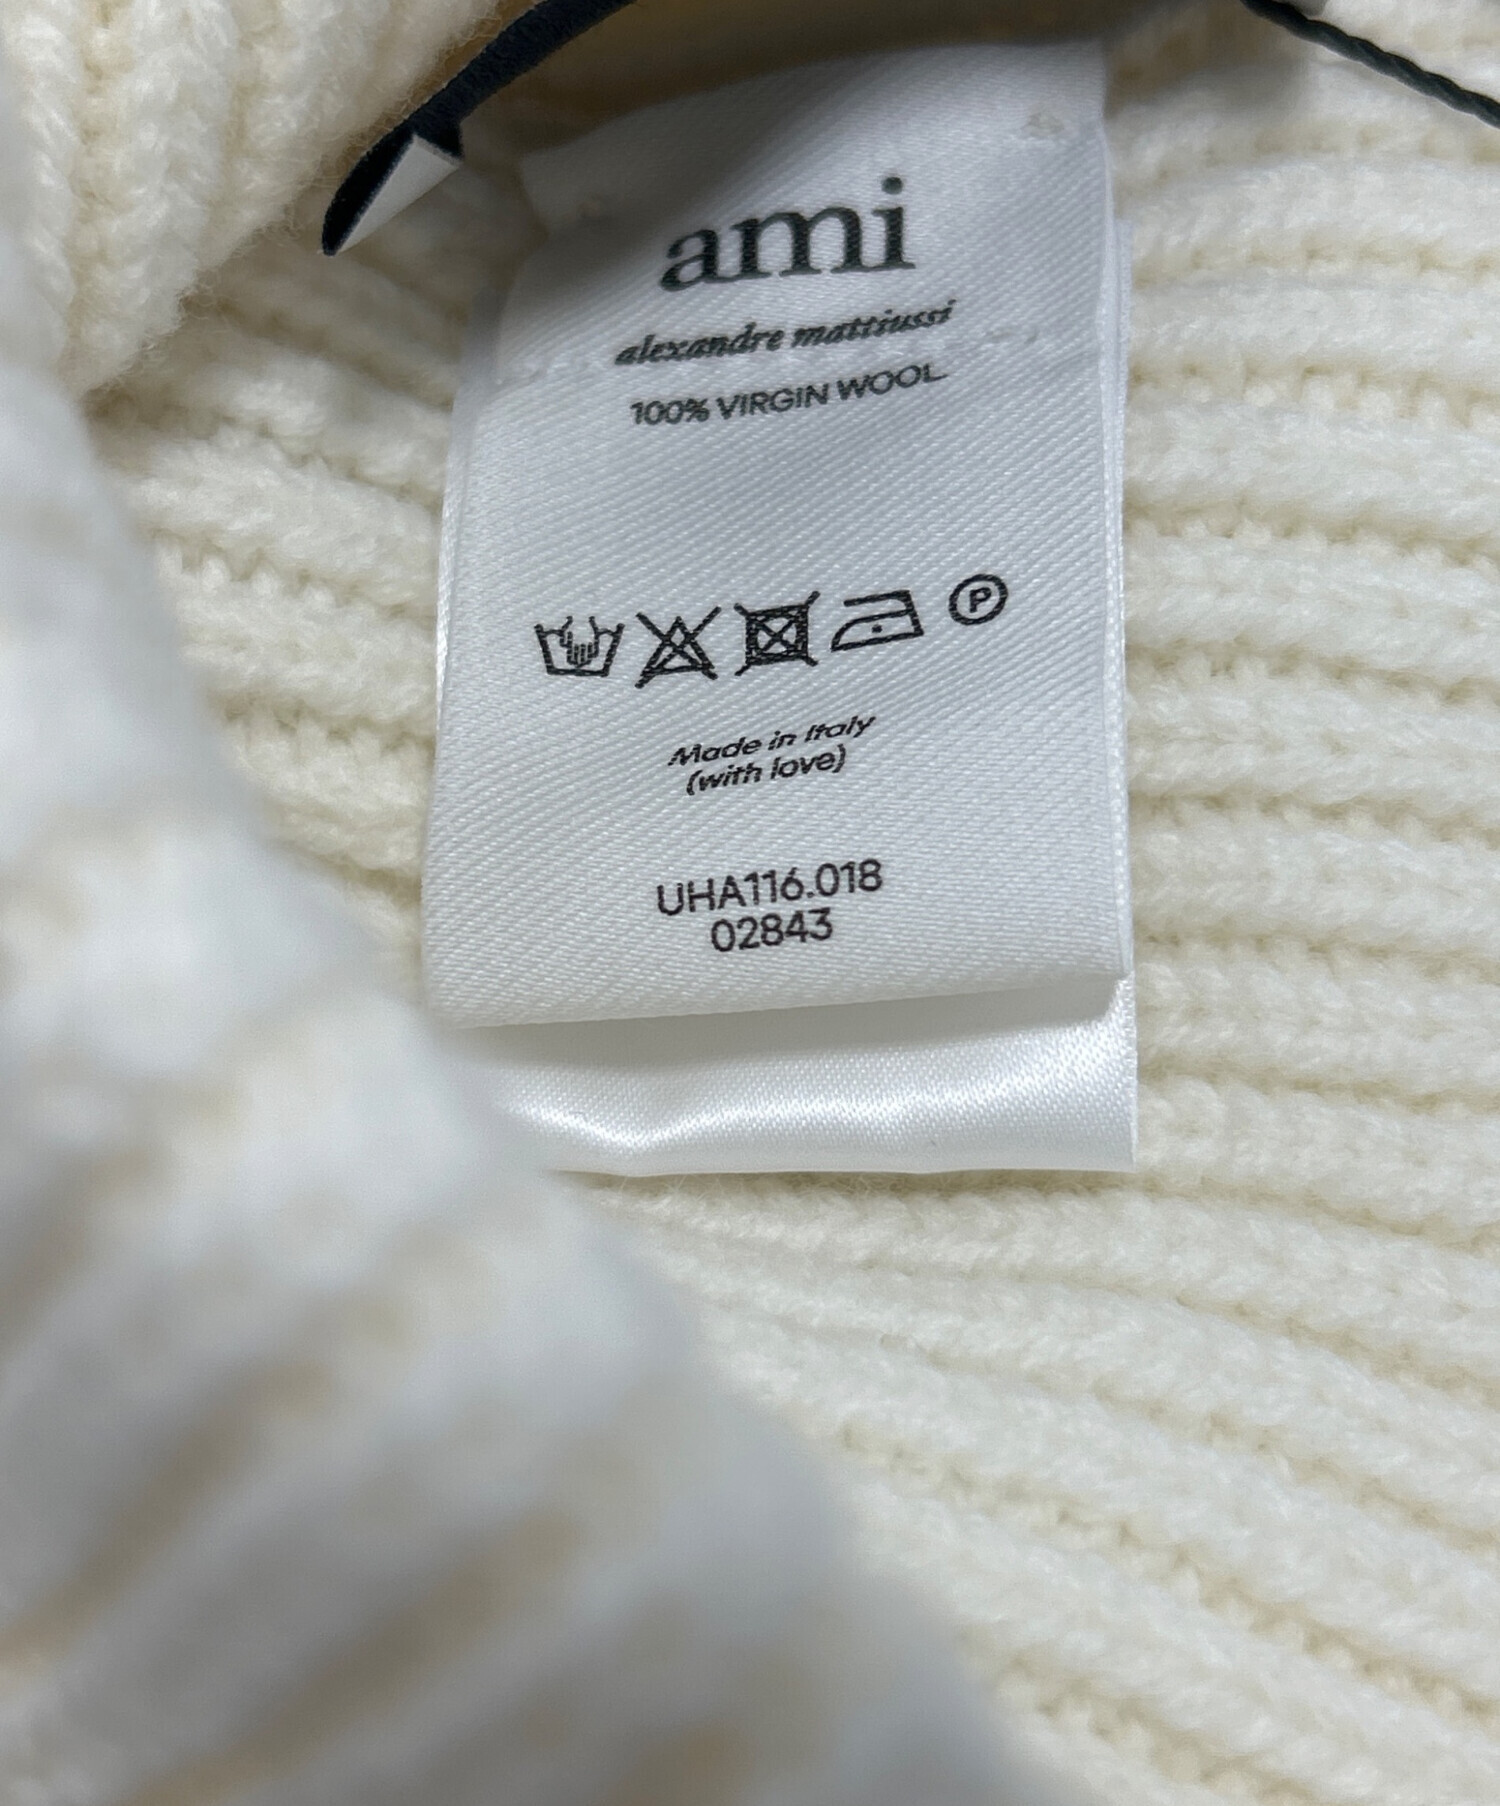 ami
alexandre mattiussi
100% VIRGIN WOOL
P
Made in Italy
(with love)
UHA116.018
02843